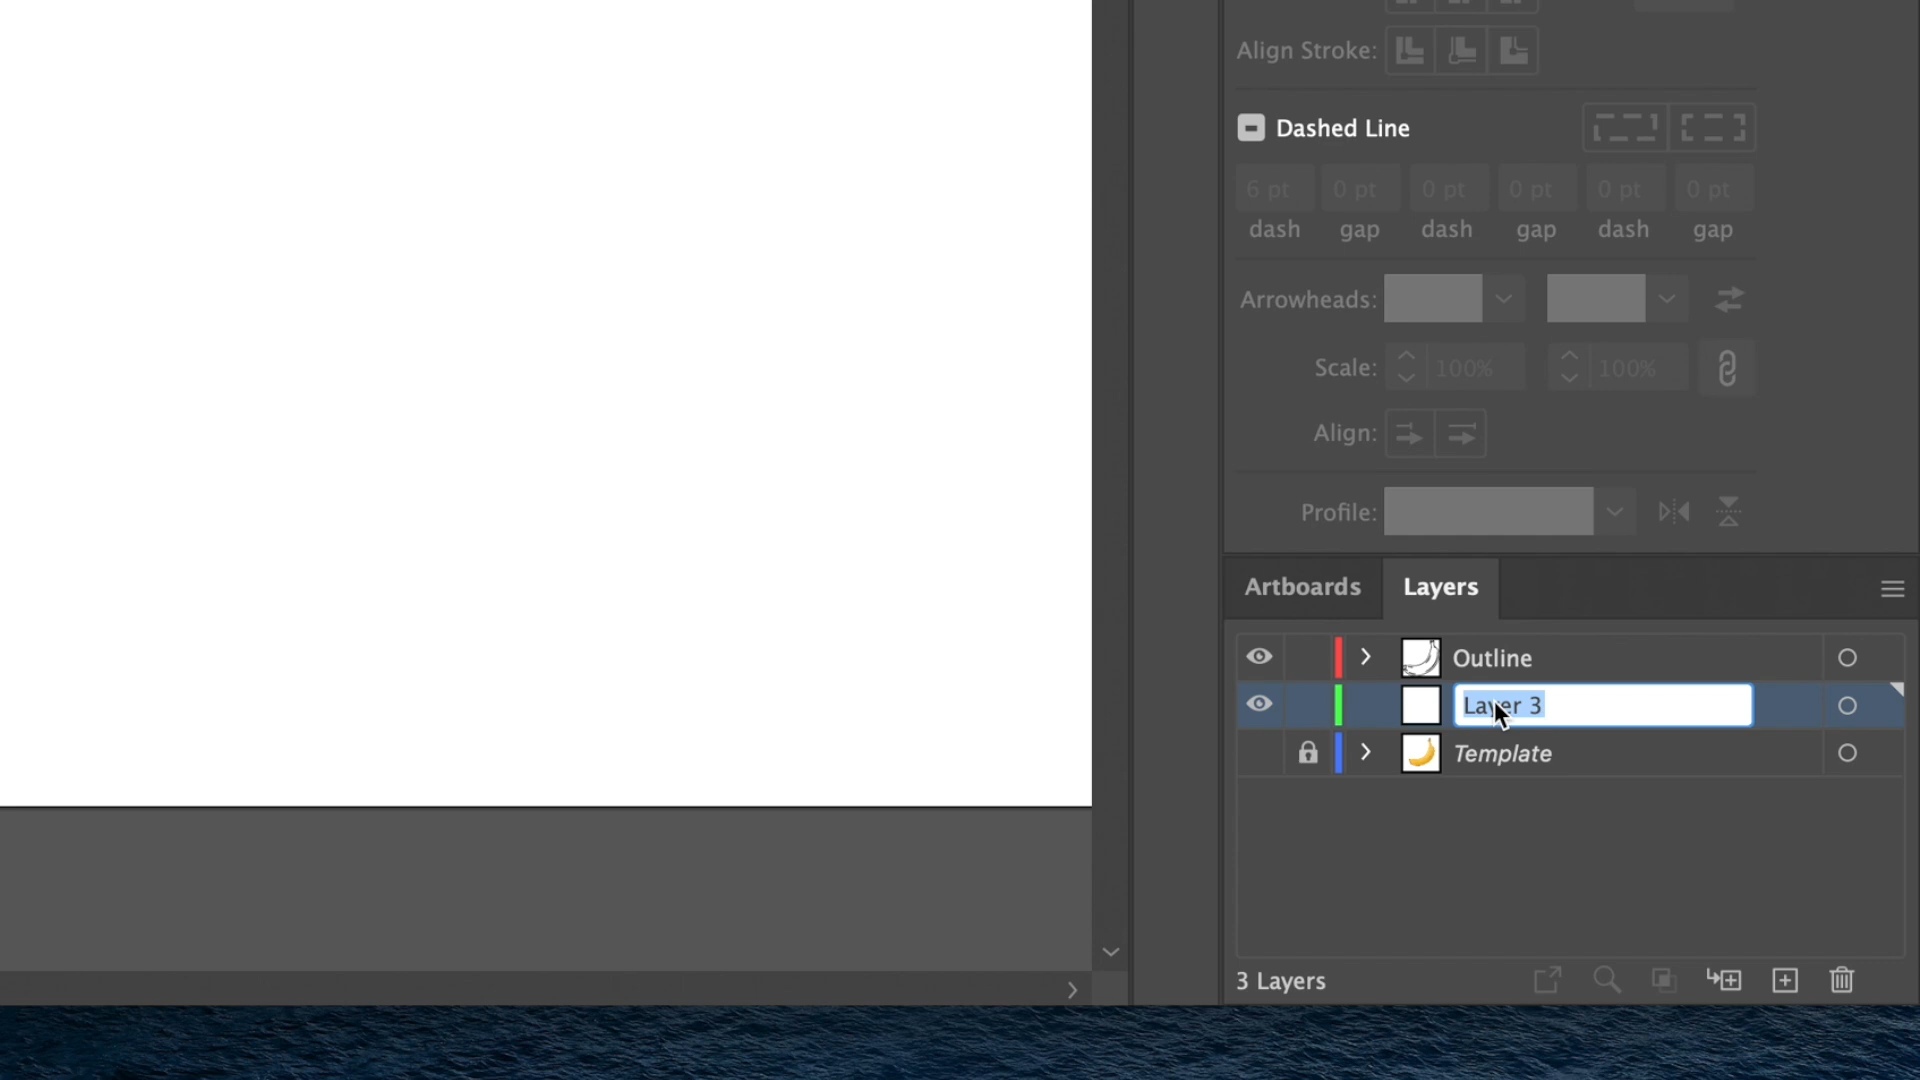 Align Stroke:
Dashed Line
6 pt 0 pt 0 pt 0 pt 0 pt 0 pt
dash gap dash gap dash gap
Arrowheads:
Scale: 100% 100%
Align:
Profile:
Artboards Layers
Outline
Layer 3
Template
3 Layers